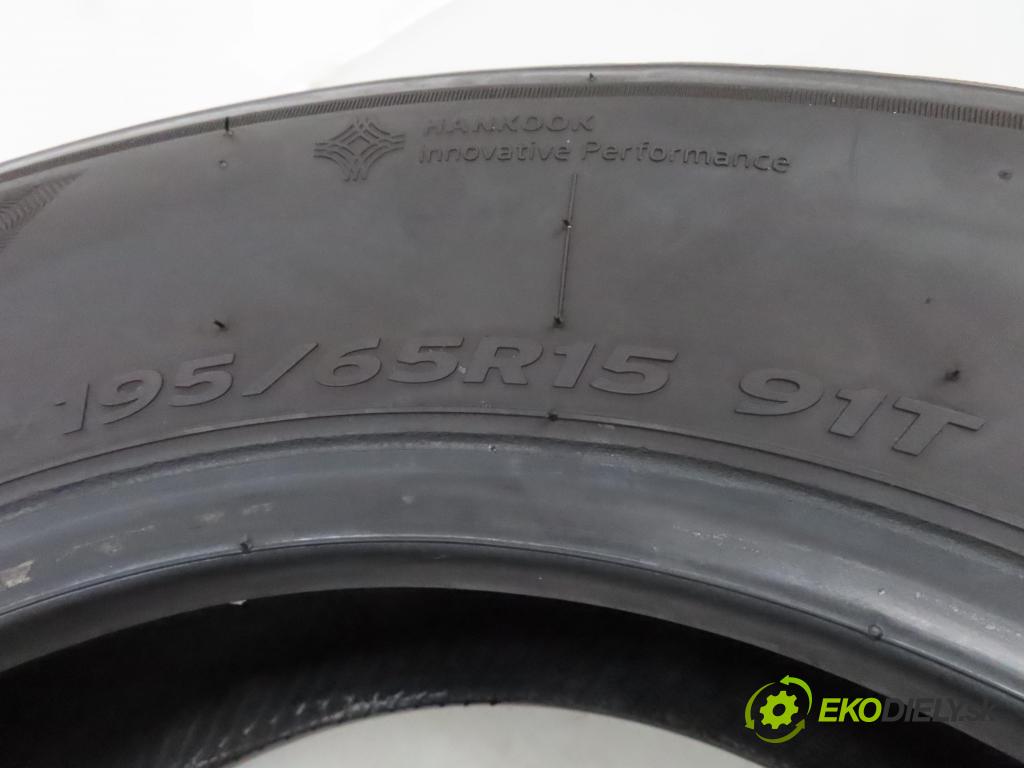 HANKOOK
innovative Performance
195/65R15 91T
EKODIELY.SK